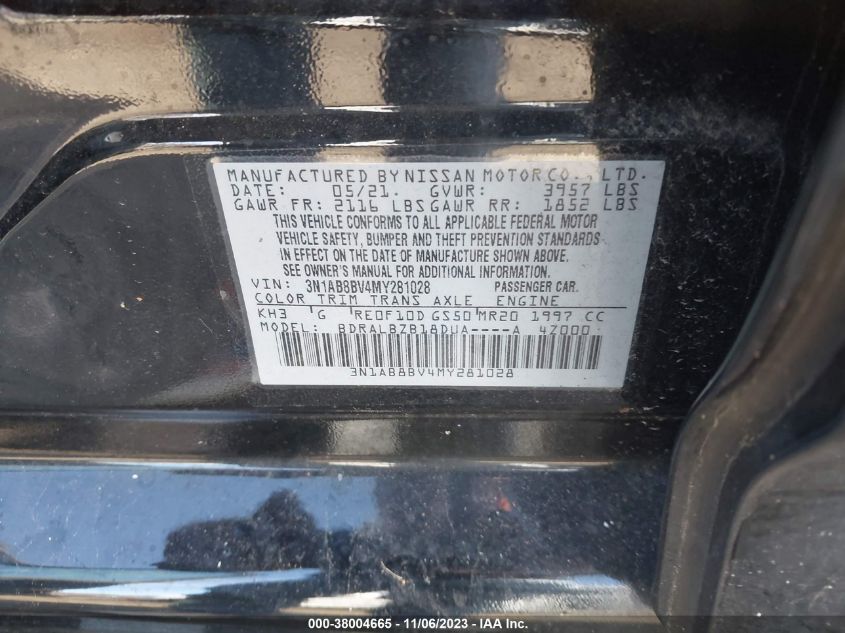 MANUFACTURED BY NISSAN MOTOR CO., LTD.
DATE: 05/21. GVWR: 3957 LBS
GAWR FR: 2116 LBS GAWR RR: 1852 LBS
THIS VEHICLE CONFORMS TO ALL APPLICABLE FEDERAL MOTOR
VEHICLE SAFETY, BUMPER AND THEFT PREVENTION STANDARDS
IN EFFECT ON THE DATE OF MANUFACTURE SHOWN ABOVE.
SEE OWNER'S MANUAL FOR ADDITIONAL INFORMATION.
VIN: 3N1AB8BV4MY281028 PASSENGER CAR.
COLOR TRIM TRANS AXLE ENGINE
KH3 G RE0F10D GS50 MR20 1997 CC
MODEL: BDRALBZB18DUA----A 4Z000
3N1AB8BV4MY281028
000-38004665 - 11/06/2023 - IAA Inc.